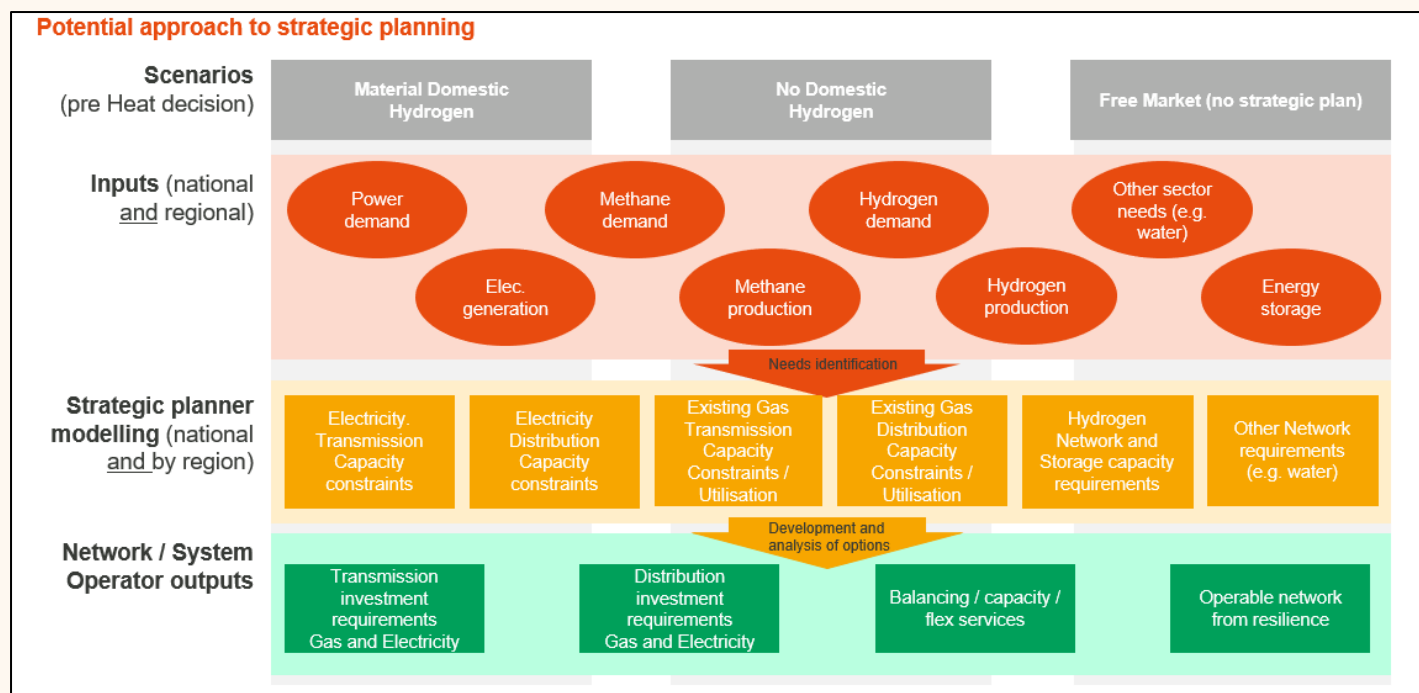 Potential approach to strategic planning
Scenarios
(pre Heat decision)
Material Domestic
Hydrogen
No Domestic
Hydrogen
Free Market (no strategic plan)
Inputs (national
and regional)
Power
demand
Methane
demand
Hydrogen
demand
Other sector
needs (e.g.
water)
Elec.
generation
Methane
production
Hydrogen
production
Energy
storage
Needs identification
Strategic planner
modelling (national
and by region)
Electricity.
Transmission
Capacity
constraints
Electricity
Distribution
Capacity
constraints
Existing Gas
Transmission
Capacity
Constraints /
Utilisation
Existing Gas
Distribution
Capacity
Constraints /
Utilisation
Hydrogen
Network and
Storage capacity
requirements
Other Network
requirements
(e.g. water)
Development and
analysis of options
Network / System
Operator outputs
Transmission
investment
requirements
Gas and Electricity
Distribution
investment
requirements
Gas and Electricity
Balancing / capacity /
flex services
Operable network
from resilience